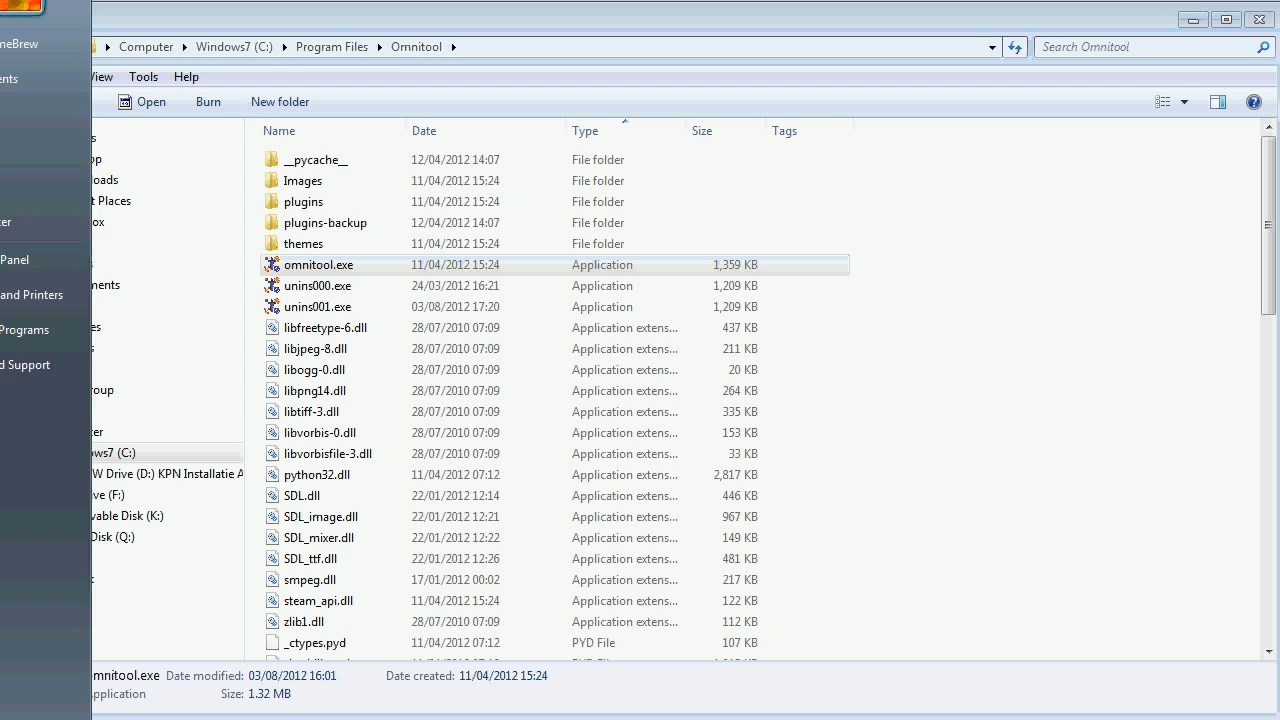 Computer Windows7 (C:) Program Files Omnitool
Search Omnitool
View Tools Help
Open Burn New folder
meBrew
ents
ter
Panel
and Printers
Programs
d Support
s
op
loads
t Places
ox
s
ments
es
s
group
ter
ows7 (C:)
W Drive (D:) KPN Installatie A
ve (F:)
vable Disk (K:)
Disk (Q:)
k
Name Date Type Size Tags
__pycache__ 12/04/2012 14:07 File folder
Images 11/04/2012 15:24 File folder
plugins 11/04/2012 15:24 File folder
plugins-backup 12/04/2012 14:07 File folder
themes 11/04/2012 15:24 File folder
omnitool.exe 11/04/2012 15:24 Application 1,359 KB
unins000.exe 24/03/2012 16:21 Application 1,209 KB
unins001.exe 03/08/2012 17:20 Application 1,209 KB
libfreetype-6.dll 28/07/2010 07:09 Application extens... 437 KB
libjpeg-8.dll 28/07/2010 07:09 Application extens... 211 KB
libogg-0.dll 28/07/2010 07:09 Application extens... 20 KB
libpng14.dll 28/07/2010 07:09 Application extens... 264 KB
libtiff-3.dll 28/07/2010 07:09 Application extens... 335 KB
libvorbis-0.dll 28/07/2010 07:09 Application extens... 153 KB
libvorbisfile-3.dll 28/07/2010 07:09 Application extens... 33 KB
python32.dll 11/04/2012 07:12 Application extens... 2,817 KB
SDL.dll 22/01/2012 12:14 Application extens... 446 KB
SDL_image.dll 22/01/2012 12:21 Application extens... 967 KB
SDL_mixer.dll 22/01/2012 12:22 Application extens... 149 KB
SDL_ttf.dll 22/01/2012 12:26 Application extens... 481 KB
smpeg.dll 17/01/2012 00:02 Application extens... 217 KB
steam_api.dll 11/04/2012 15:24 Application extens... 122 KB
zlib1.dll 28/07/2010 07:09 Application extens... 112 KB
_ctypes.pyd 11/04/2012 07:12 PYD File 107 KB
mnitool.exe Date modified: 03/08/2012 16:01 Date created: 11/04/2012 15:24
pplication Size: 1.32 MB